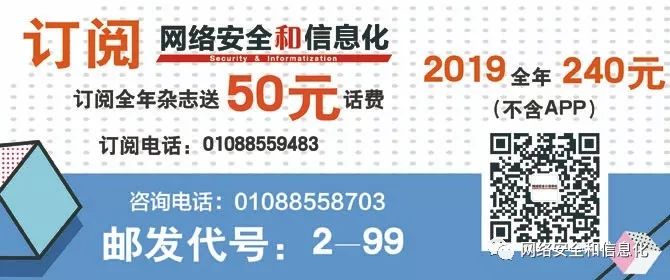 订阅 网络安全和信息化
Security & Informatization
订阅全年杂志送50元话费
订阅电话：01088559483
2019全年240元
（不含APP）
咨询电话：01088558703
邮发代号：2—99
网络安全和信息化